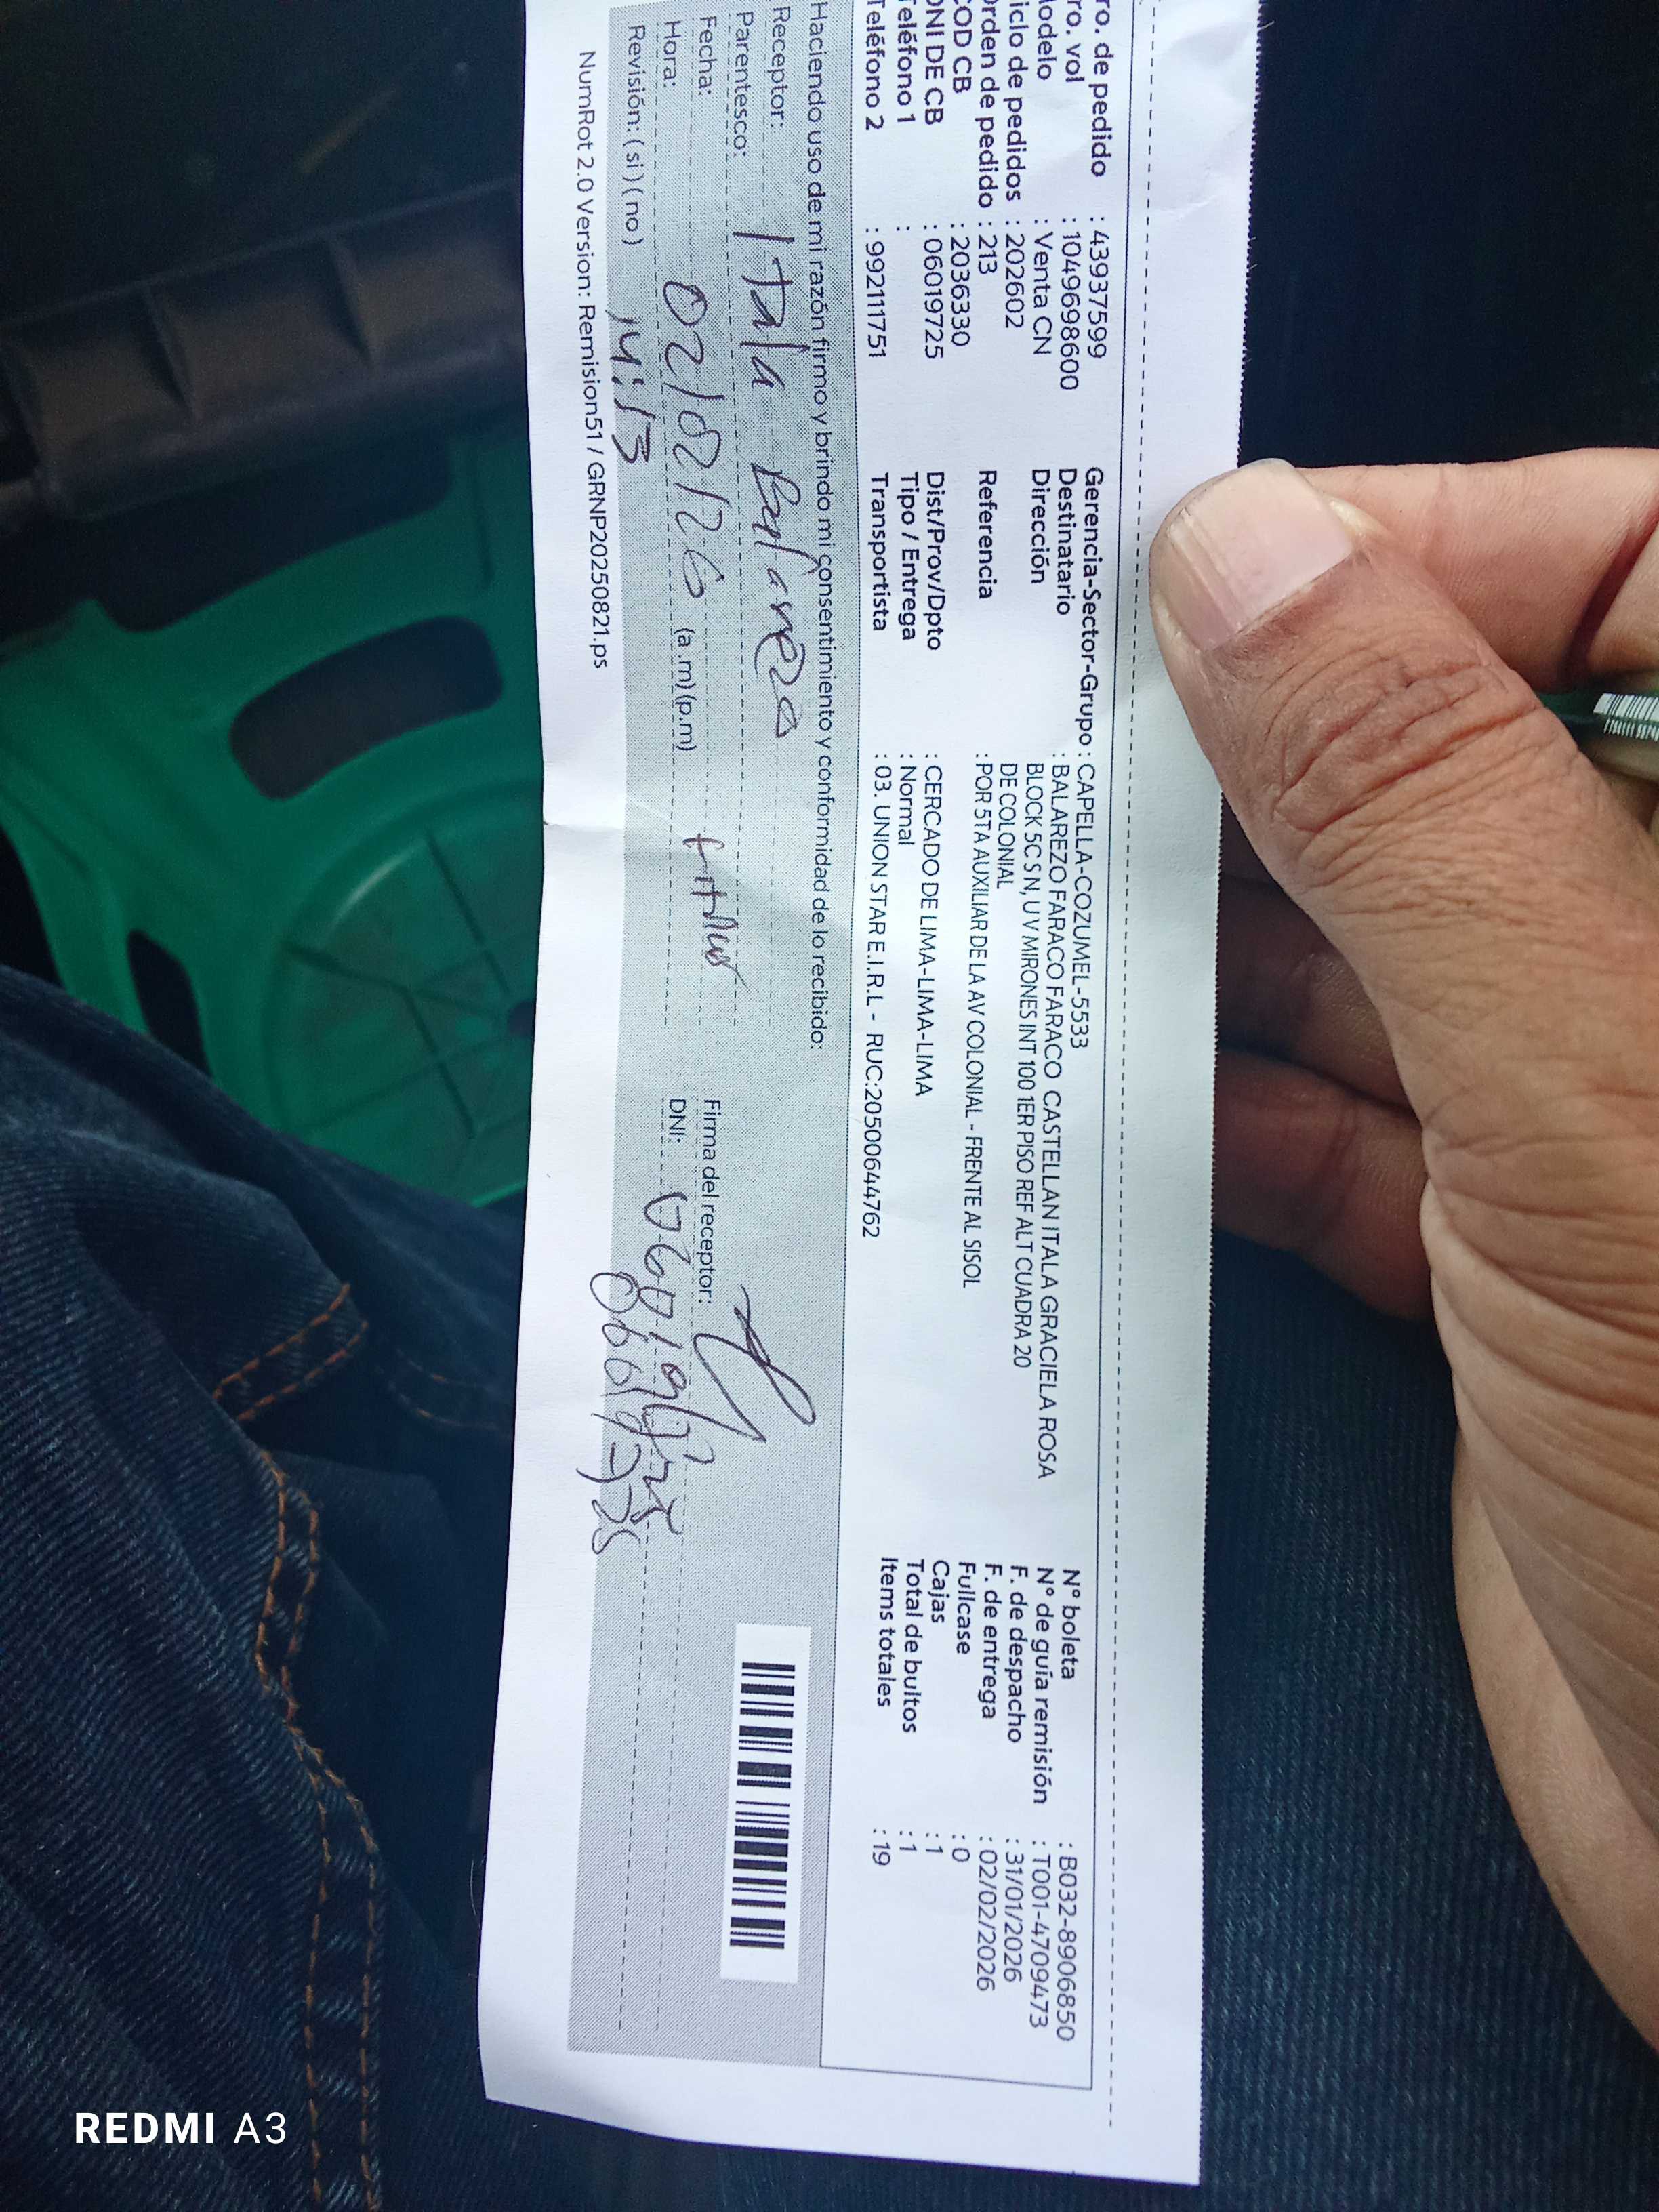 ro. de pedido : 43937599
ro. vol : 1049698600
odelo : Venta CN
iclo de pedidos : 202602
rden de pedido : 213
COD CB : 2036330
DNI DE CB : 06019725
eléfono 1 :
Teléfono 2 : 992111751
Gerencia-Sector-Grupo : CAPELLA-COZUMEL-5533
Destinatario : BALAREZO FARACO FARACO CASTELLAN ITALA GRACIELA ROSA
Dirección : BLOCK 5C S N, U V MIRONES INT 100 1ER PISO REF ALT CUADRA 20
DE COLONIAL
Referencia : POR 5TA AUXILIAR DE LA AV COLONIAL - FRENTE AL SISOL
Dist/Prov/Dpto : CERCADO DE LIMA-LIMA-LIMA
Tipo / Entrega : Normal
Transportista : 03. UNION STAR E.I.R.L - RUC:20500644762
N° boleta : B032-8906850
N° de guía remisión : T001-4709473
F. de despacho : 31/01/2026
F. de entrega : 02/02/2026
Fullcase : 0
Cajas : 1
Total de bultos : 1
Items totales : 19
Haciendo uso de mi razón firmo y brindo mi consentimiento y conformidad de lo recibido:
Receptor: Itala Balarezo
Parentesco: titular
Fecha: 02/02/26
Hora: 14:13 (a.m) (p.m)
Revisión: ( si ) ( no )
Firma del receptor:
DNI: 06019725
06019725
NumRot 2.0 Version: Remision51 / GRNP20250821.ps
REDMI A3